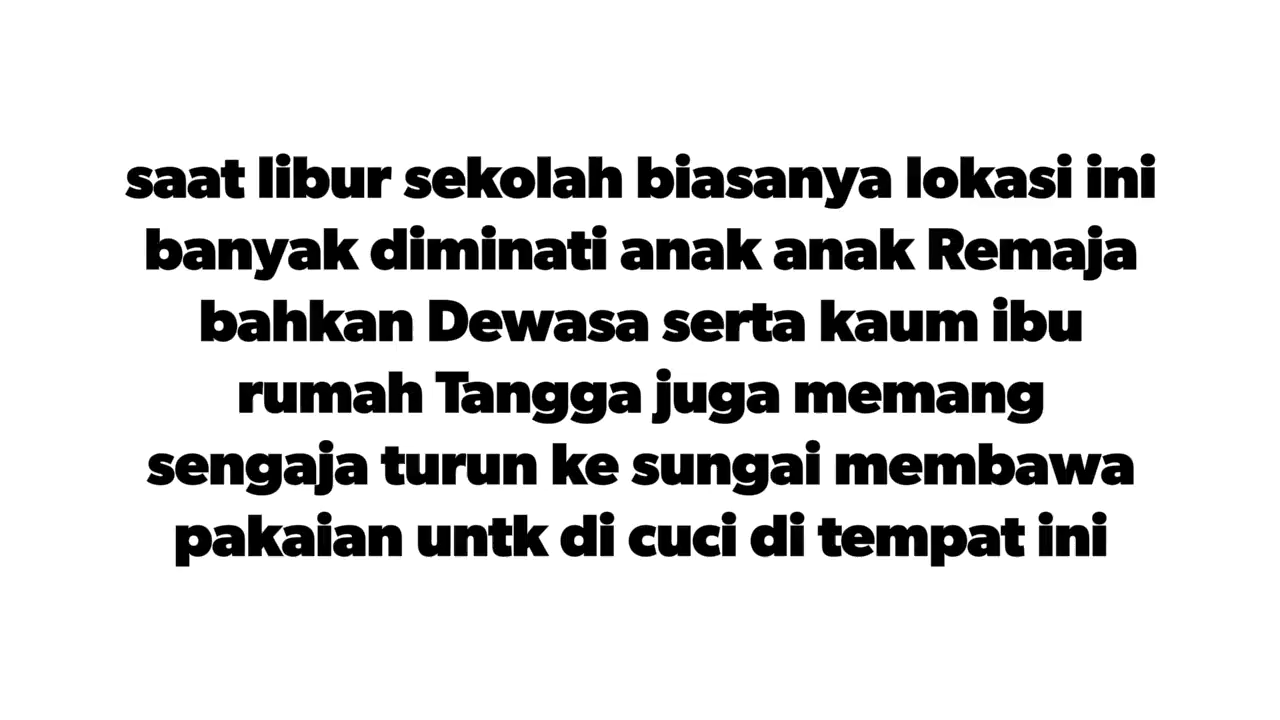 saat libur sekolah biasanya lokasi ini
banyak diminati anak anak Remaja
bahkan Dewasa serta kaum ibu
rumah Tangga juga memang
sengaja turun ke sungai membawa
pakaian untk di cuci di tempat ini